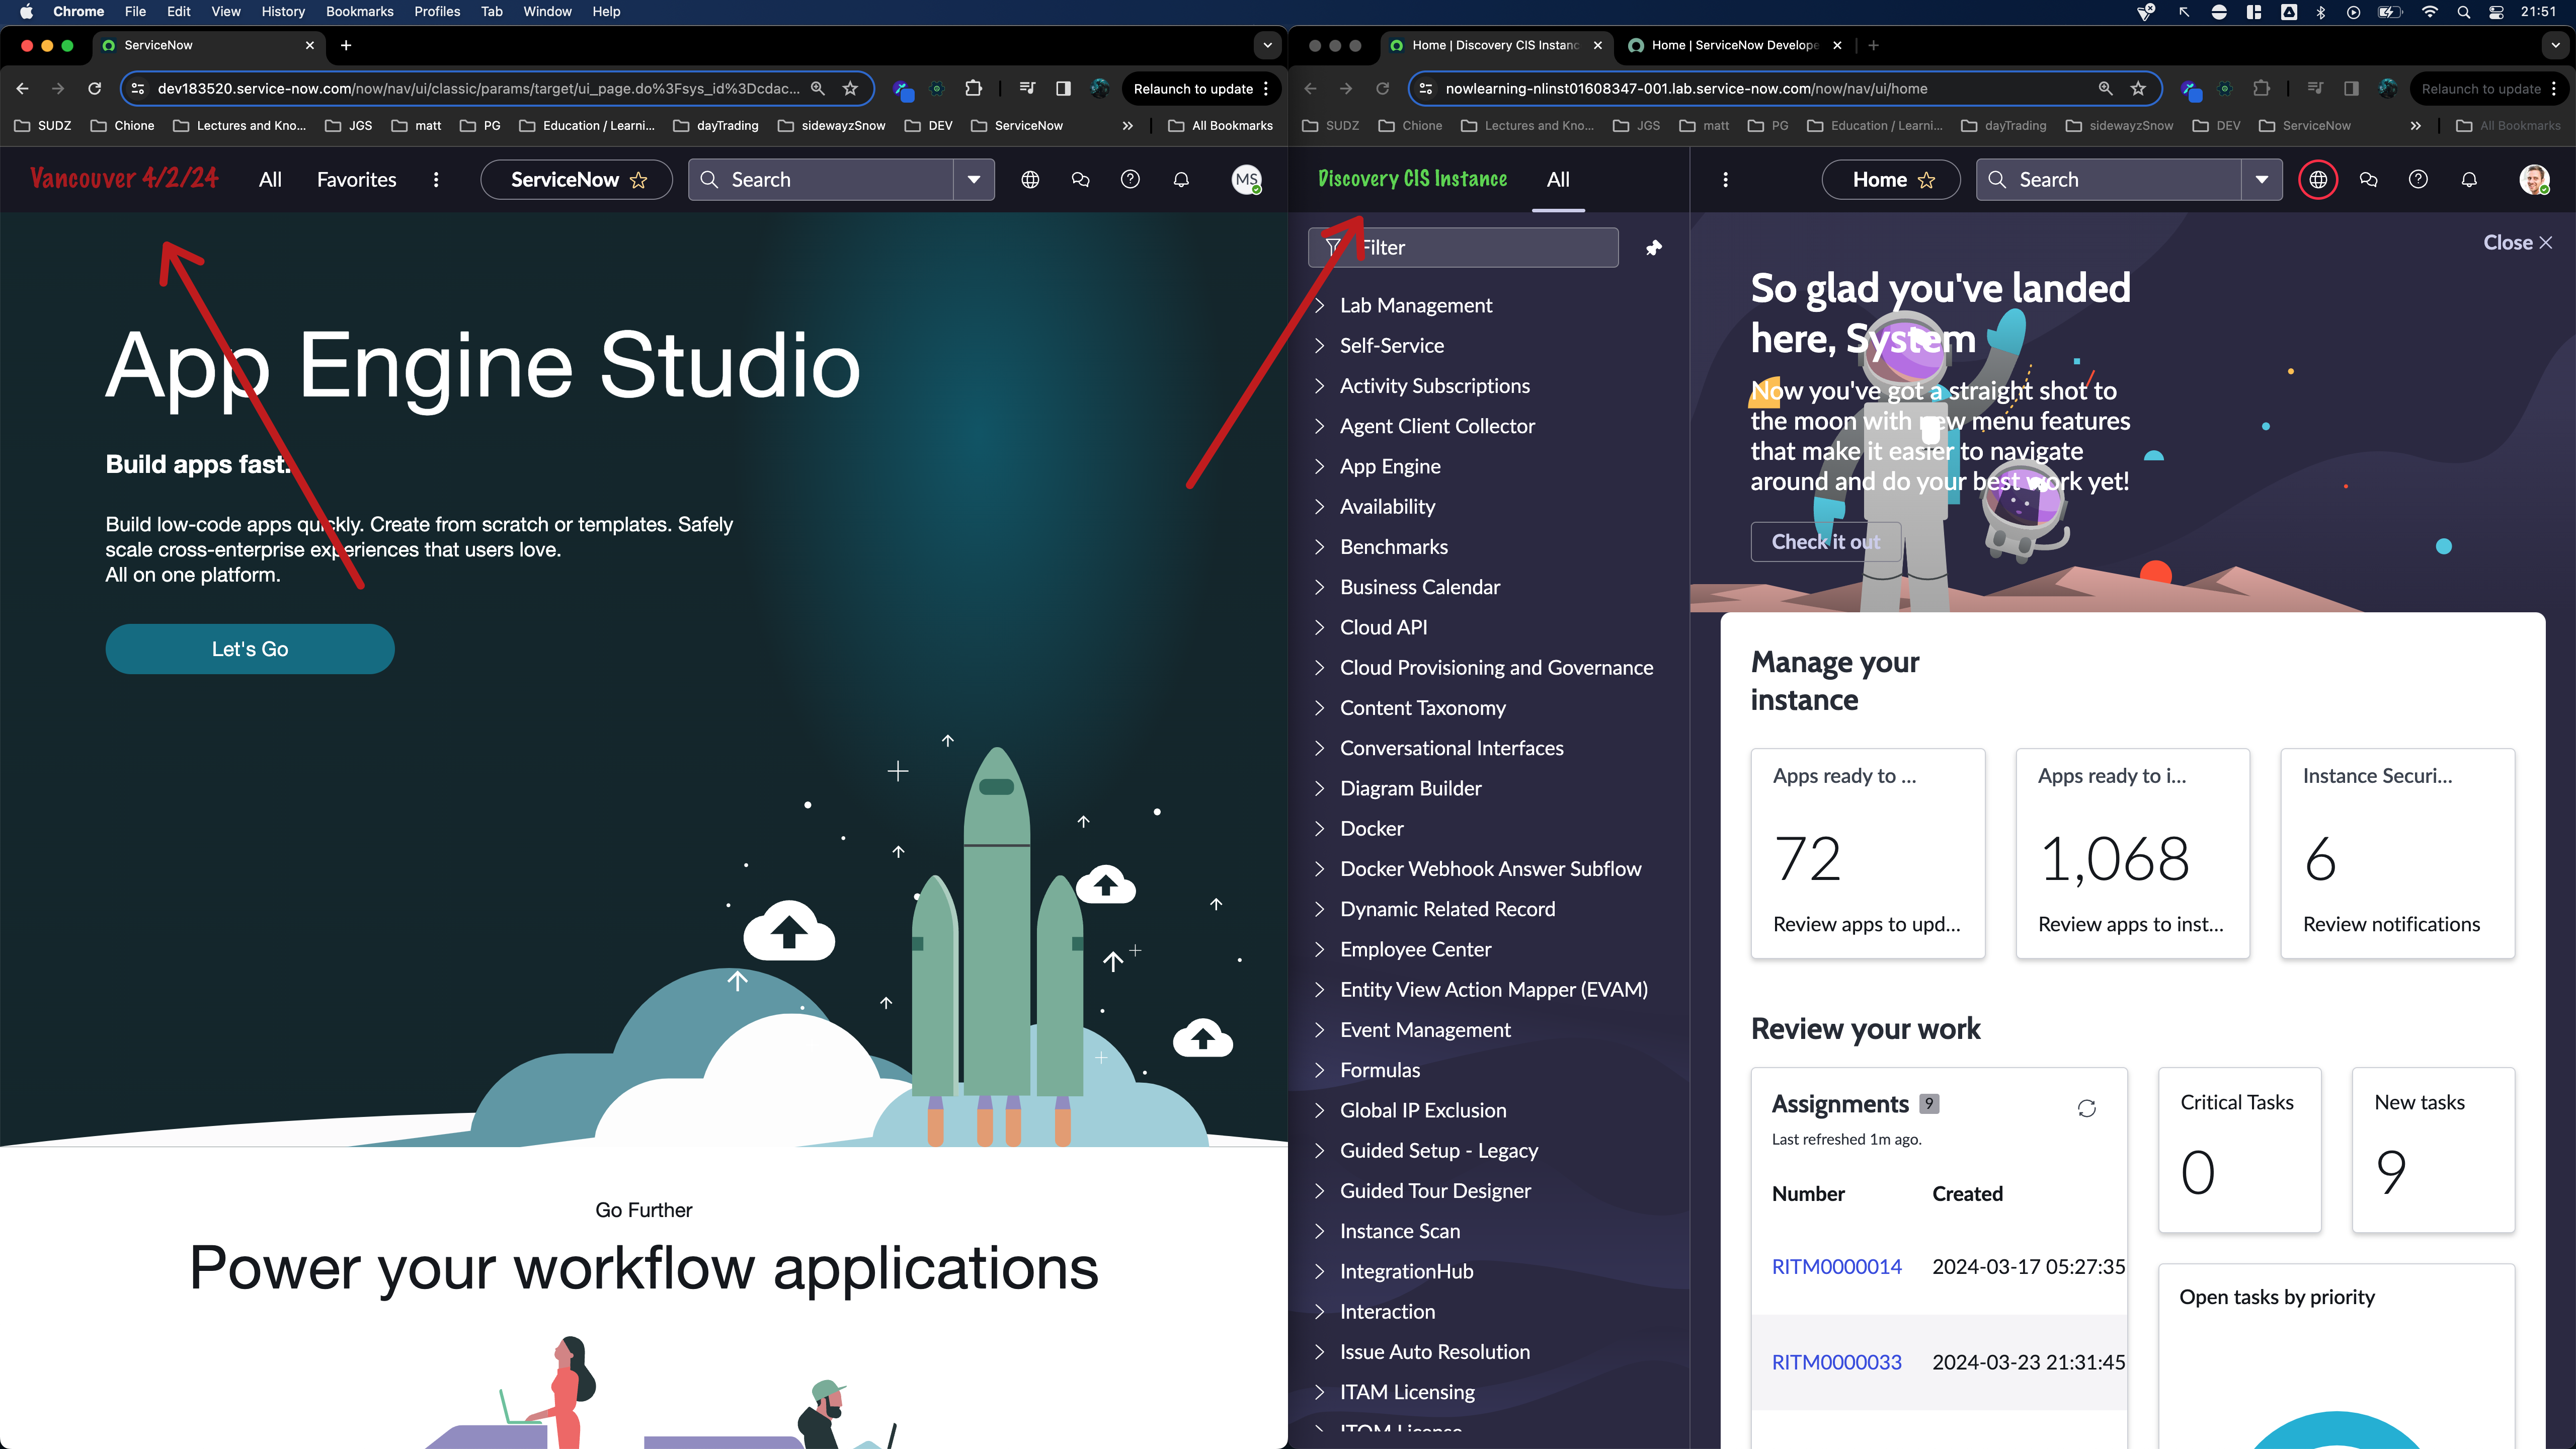 Chrome File Edit View History Bookmarks Profiles Tab Window Help 21:51
ServiceNow
dev183520.service-now.com/now/nav/ui/classic/params/target/ui_page.do%3Fsys_id%3Dcdac... Relaunch to update
SUDZ Chione Lectures and Kno... JGS matt PG Education / Learni... dayTrading sidewayzSnow DEV ServiceNow All Bookmarks
Vancouver 4/2/24 All Favorites ServiceNow Search MS
App Engine Studio
Build apps fast.
Build low-code apps quickly. Create from scratch or templates. Safely
scale cross-enterprise experiences that users love.
All on one platform.
Let's Go
Go Further
Power your workflow applications
Home | Discovery CIS Instanc Home | ServiceNow Develope
nowlearning-nlinst01608347-001.lab.service-now.com/now/nav/ui/home Relaunch to update
SUDZ Chione Lectures and Kno... JGS matt PG Education / Learni... dayTrading sidewayzSnow DEV ServiceNow All Bookmarks
Discovery CIS Instance All Home Search
Filter
Lab Management
Self-Service
Activity Subscriptions
Agent Client Collector
App Engine
Availability
Benchmarks
Business Calendar
Cloud API
Cloud Provisioning and Governance
Content Taxonomy
Conversational Interfaces
Diagram Builder
Docker
Docker Webhook Answer Subflow
Dynamic Related Record
Employee Center
Entity View Action Mapper (EVAM)
Event Management
Formulas
Global IP Exclusion
Guided Setup - Legacy
Guided Tour Designer
Instance Scan
IntegrationHub
Interaction
Issue Auto Resolution
ITAM Licensing
Close
So glad you've landed
here, System
Now you've got a straight shot to
the moon with new menu features
that make it easier to navigate
around and do your best work yet!
Check it out
Manage your
instance
Apps ready to ...
72
Review apps to upd...
Apps ready to i...
1,068
Review apps to inst...
Instance Securi...
6
Review notifications
Review your work
Assignments 9
Last refreshed 1m ago.
Number Created
RITM0000014 2024-03-17 05:27:35
RITM0000033 2024-03-23 21:31:45
Critical Tasks
0
New tasks
9
Open tasks by priority